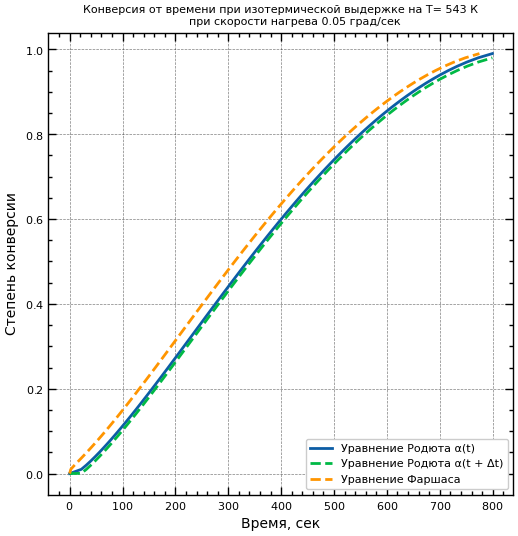 Конверсия от времени при изотермической выдержке на T= 543 К
при скорости нагрева 0.05 град/сек
1.0
0.8
0.6
0.4
0.2
0.0
Степень конверсии
Уравнение Родюта α(t)
Уравнение Родюта α(t + Δt)
Уравнение Фаршаса
0 100 200 300 400 500 600 700 800
Время, сек